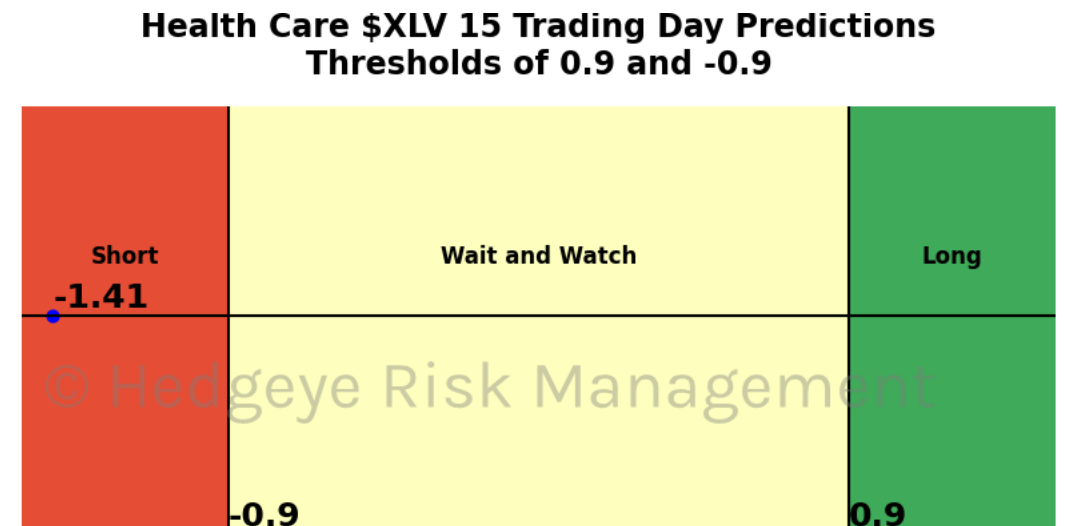 Health Care $XLV 15 Trading Day Predictions
Thresholds of 0.9 and -0.9
Short
Wait and Watch
Long
-1.41
© Hedgeye Risk Management
-0.9
0.9